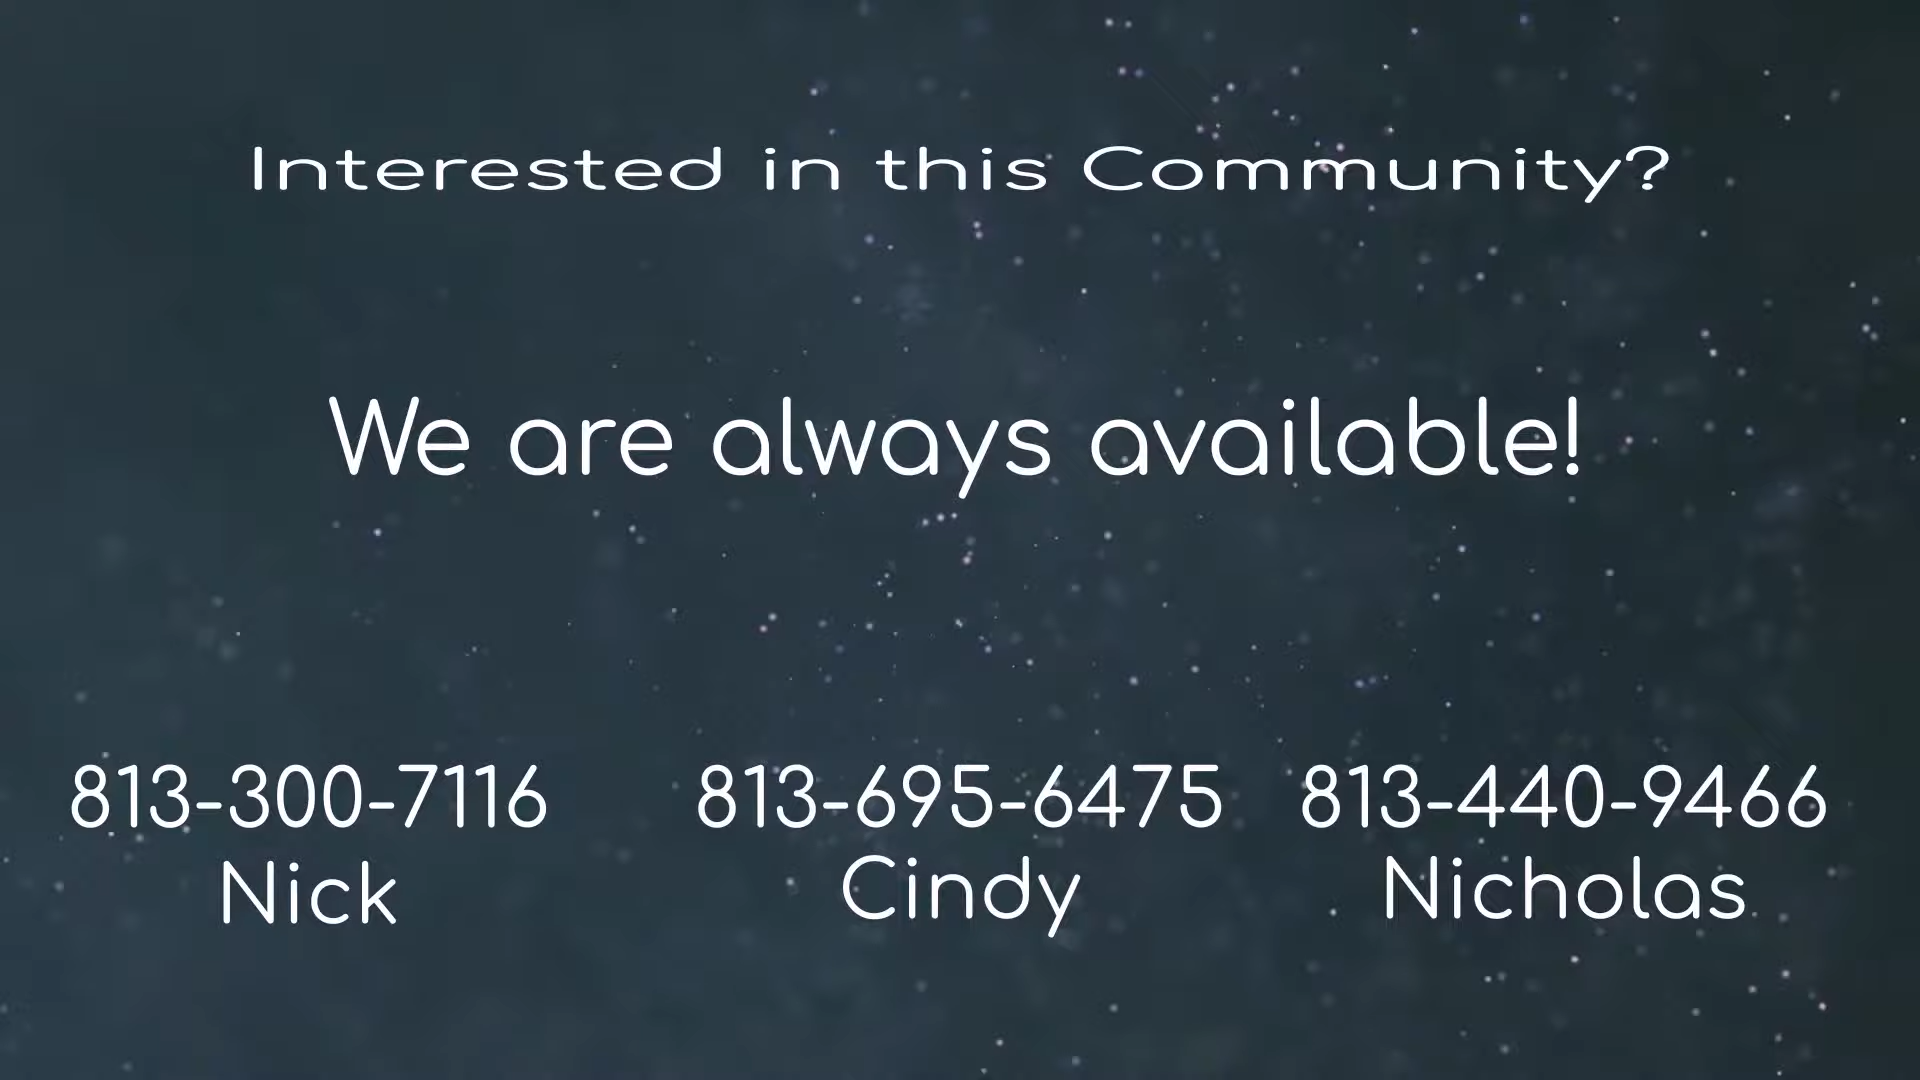 Interested in this Community?
We are always available!
813-300-7116 813-695-6475 813-440-9466
Nick Cindy Nicholas